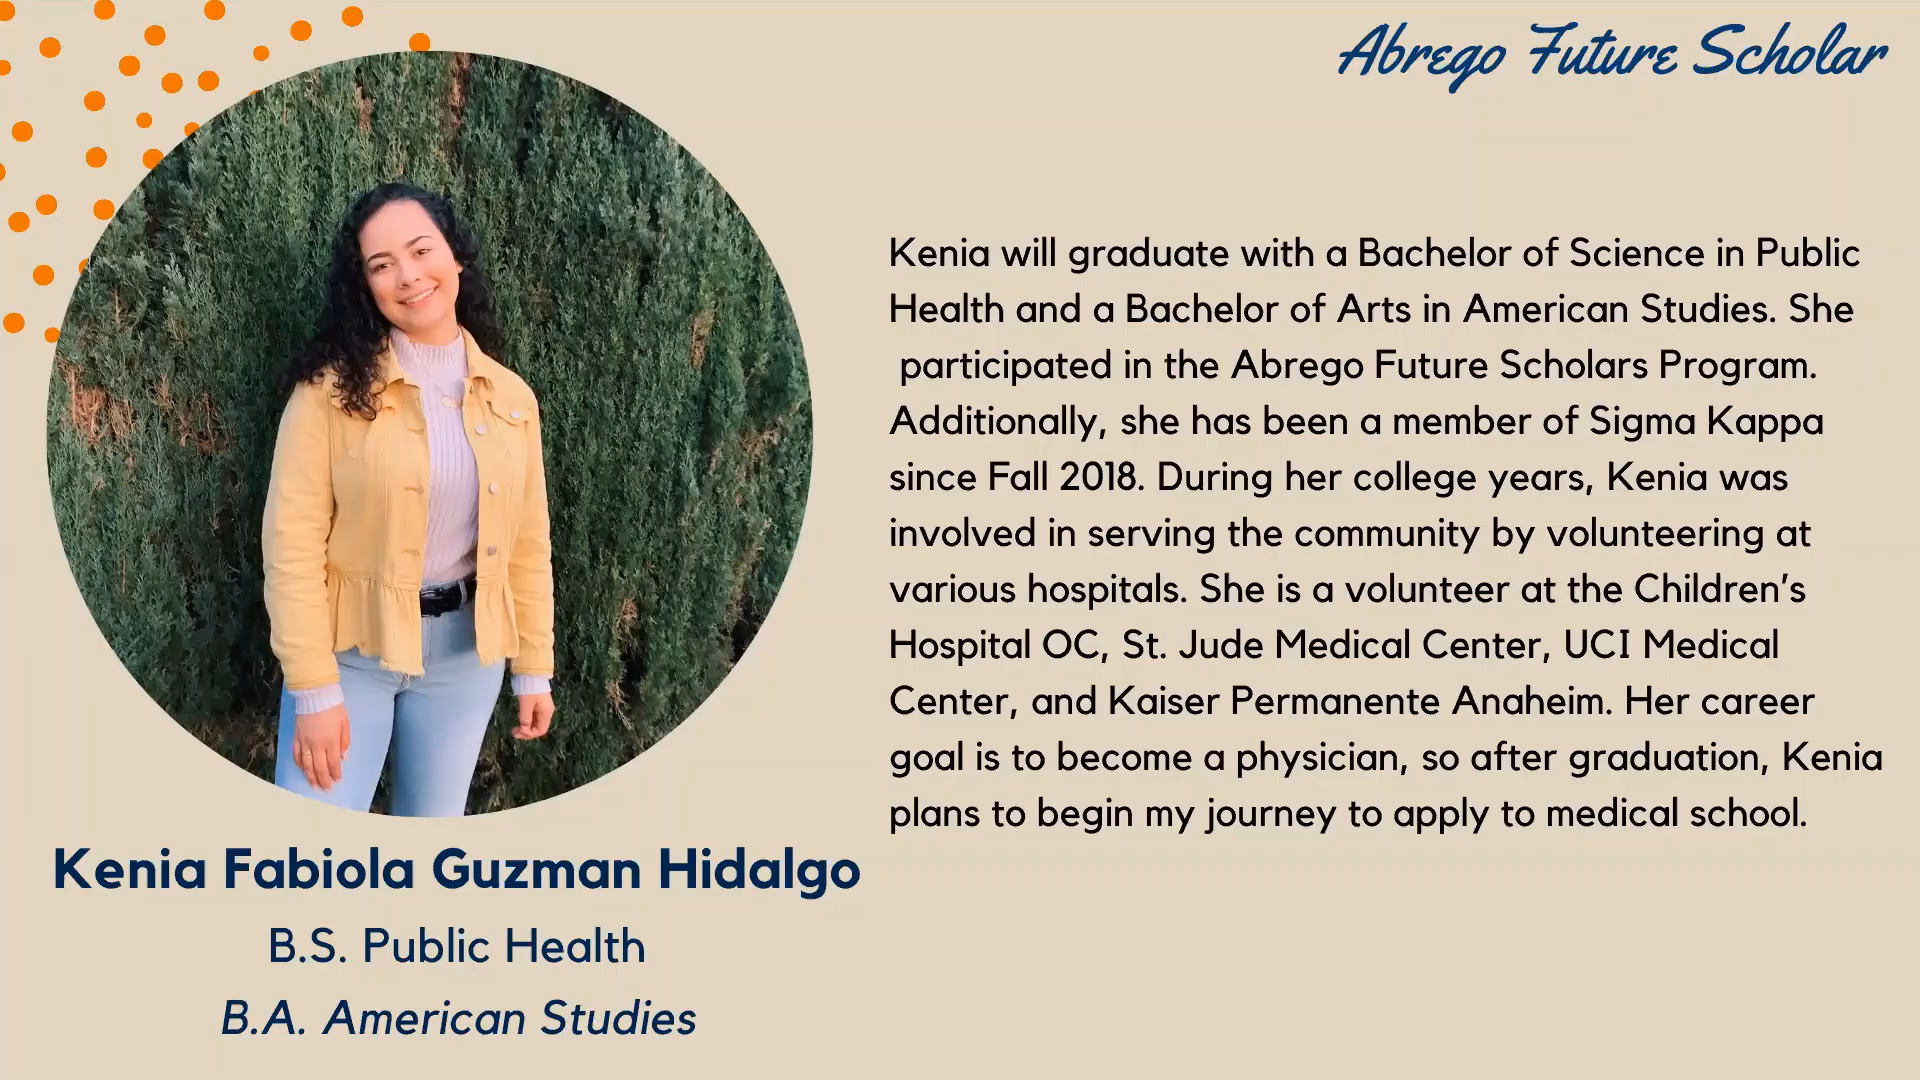 Abrego Future Scholar
Kenia will graduate with a Bachelor of Science in Public
Health and a Bachelor of Arts in American Studies. She
participated in the Abrego Future Scholars Program.
Additionally, she has been a member of Sigma Kappa
since Fall 2018. During her college years, Kenia was
involved in serving the community by volunteering at
various hospitals. She is a volunteer at the Children’s
Hospital OC, St. Jude Medical Center, UCI Medical
Center, and Kaiser Permanente Anaheim. Her career
goal is to become a physician, so after graduation, Kenia
plans to begin my journey to apply to medical school.
Kenia Fabiola Guzman Hidalgo
B.S. Public Health
B.A. American Studies